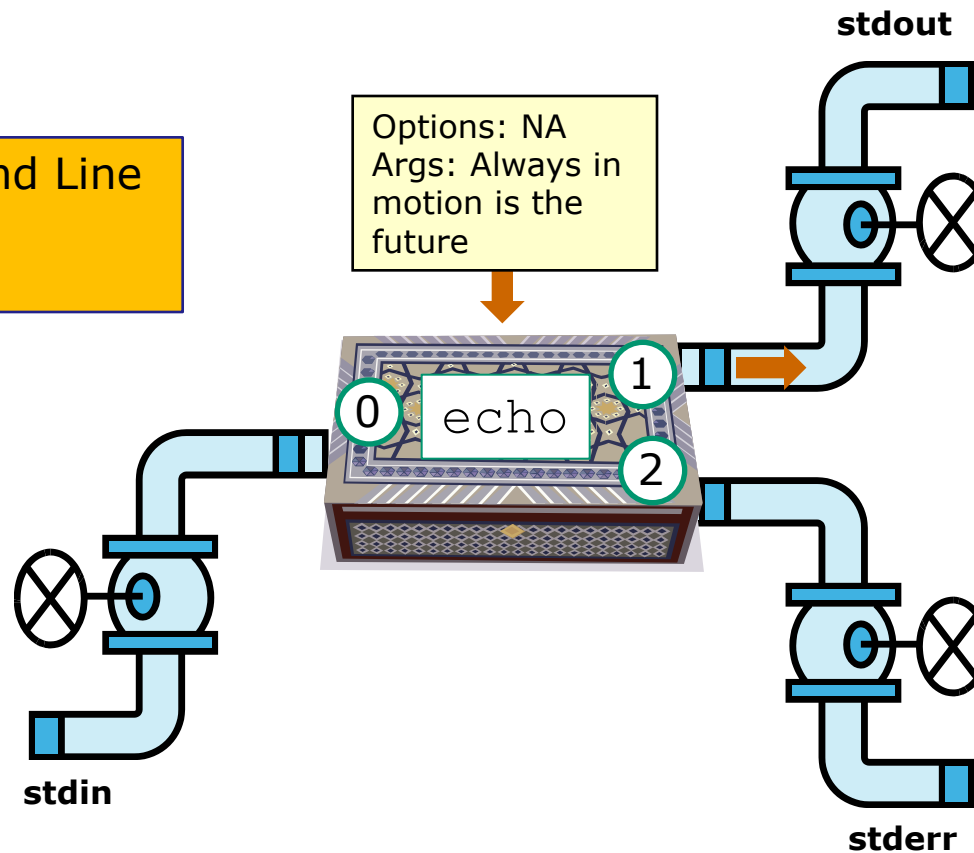 stdout
nd Line
Options: NA
Args: Always in
motion is the
future
1
0
echo
2
stdin
stderr